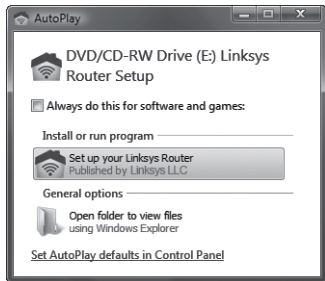 AutoPlay
DVD/CD-RW Drive (E:) Linksys
Router Setup
Always do this for software and games:
Install or run program
Set up your Linksys Router
Published by Linksys LLC
General options
Open folder to view files
using Windows Explorer
Set AutoPlay defaults in Control Panel